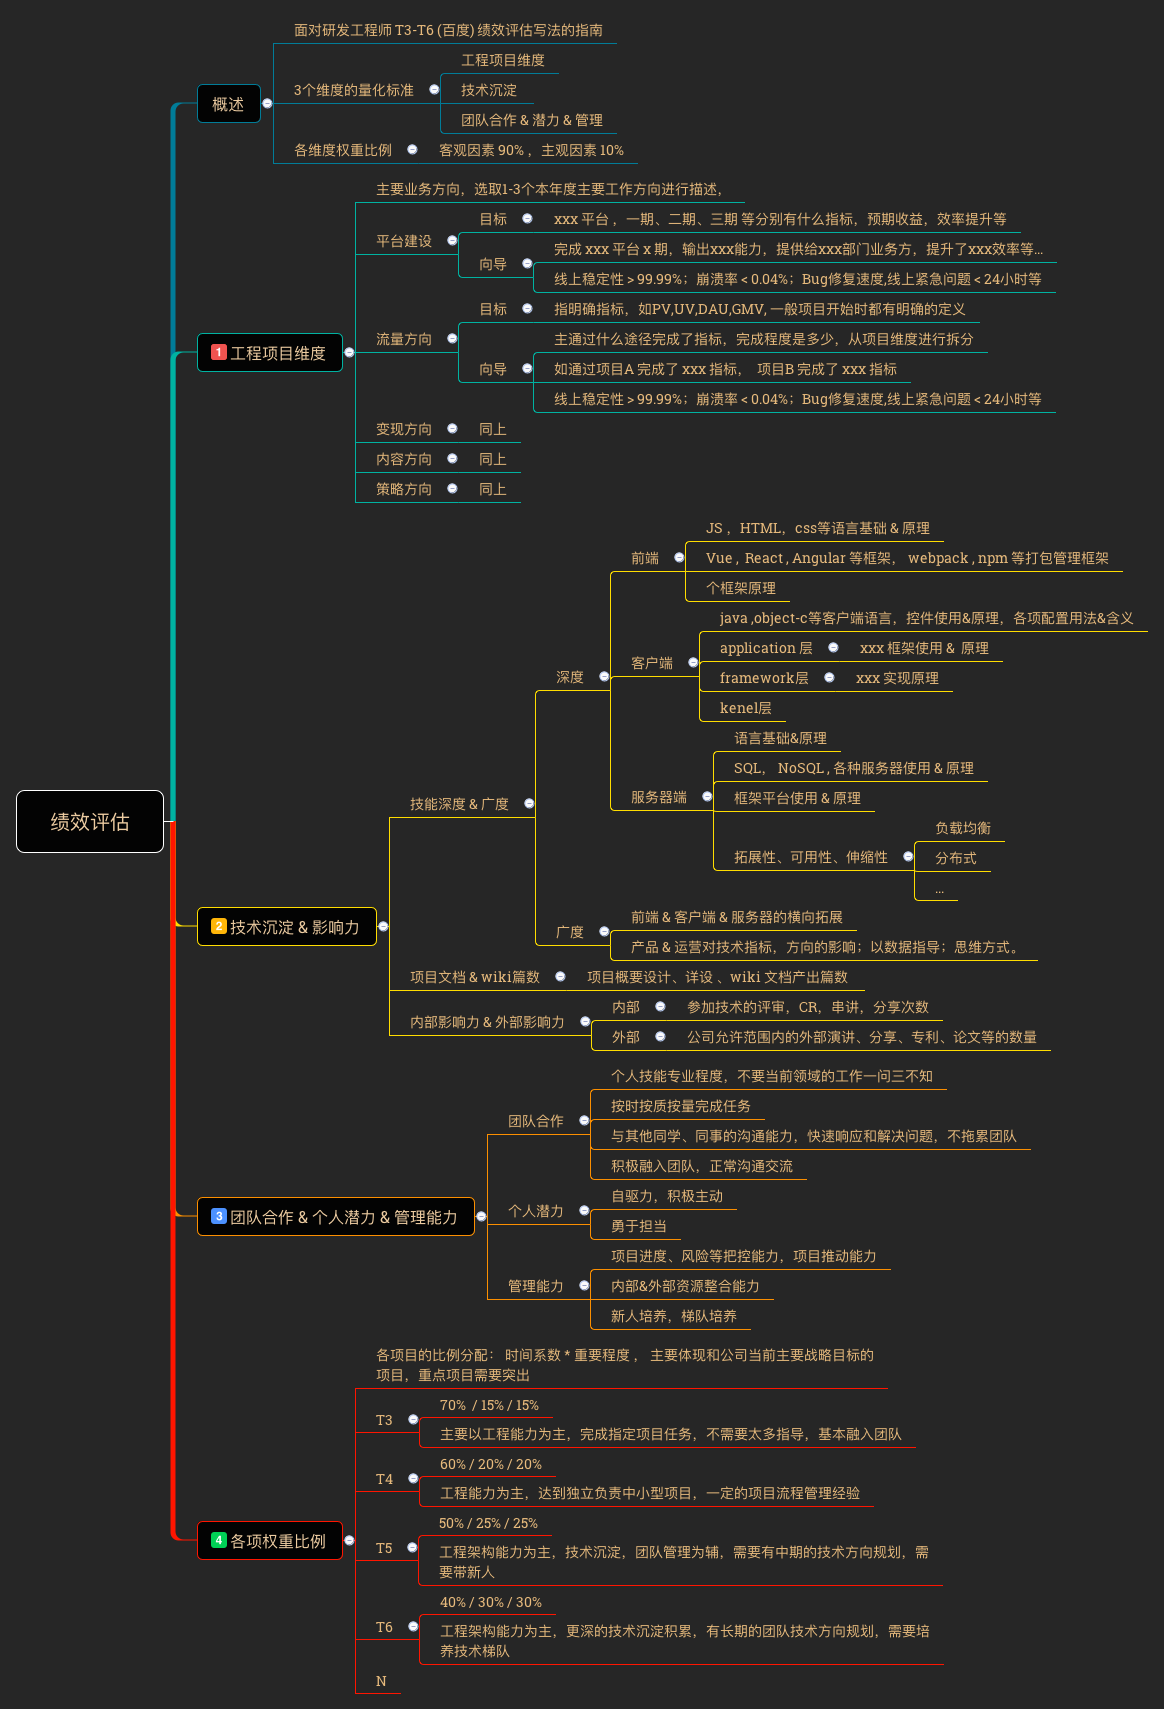 绩效评估
概述
面对研发工程师 T3-T6 (百度) 绩效评估写法的指南
3个维度的量化标准
工程项目维度
技术沉淀
团队合作 & 潜力 & 管理
各维度权重比例
客观因素 90% ，主观因素 10%
1 工程项目维度
主要业务方向，选取1-3个本年度主要工作方向进行描述，
平台建设
目标
xxx 平台 ，一期、二期、三期 等分别有什么指标，预期收益，效率提升等
向导
完成 xxx 平台 x 期，输出xxx能力，提供给xxx部门业务方，提升了xxx效率等...
线上稳定性 > 99.99%；崩溃率 < 0.04%；Bug修复速度,线上紧急问题 < 24小时等
流量方向
目标
指明确指标，如PV,UV,DAU,GMV, 一般项目开始时都有明确的定义
向导
主通过什么途径完成了指标，完成程度是多少，从项目维度进行拆分
如通过项目A 完成了 xxx 指标， 项目B 完成了 xxx 指标
线上稳定性 > 99.99%；崩溃率 < 0.04%；Bug修复速度,线上紧急问题 < 24小时等
变现方向
同上
内容方向
同上
策略方向
同上
2 技术沉淀 & 影响力
技能深度 & 广度
深度
前端
JS ，HTML，css等语言基础 & 原理
Vue , React , Angular 等框架， webpack , npm 等打包管理框架
个框架原理
客户端
java ,object-c等客户端语言，控件使用&原理，各项配置用法&含义
application 层
xxx 框架使用 & 原理
framework层
xxx 实现原理
kenel层
服务器端
语言基础&原理
SQL， NoSQL , 各种服务器使用 & 原理
框架平台使用 & 原理
拓展性、可用性、伸缩性
负载均衡
分布式
...
广度
前端 & 客户端 & 服务器的横向拓展
产品 & 运营对技术指标，方向的影响；以数据指导；思维方式。
项目文档 & wiki篇数
项目概要设计、详设 、wiki 文档产出篇数
内部影响力 & 外部影响力
内部
参加技术的评审，CR，串讲，分享次数
外部
公司允许范围内的外部演讲、分享、专利、论文等的数量
3 团队合作 & 个人潜力 & 管理能力
团队合作
个人技能专业程度，不要当前领域的工作一问三不知
按时按质按量完成任务
与其他同学、同事的沟通能力，快速响应和解决问题，不拖累团队
积极融入团队，正常沟通交流
个人潜力
自驱力，积极主动
勇于担当
管理能力
项目进度、风险等把控能力，项目推动能力
内部&外部资源整合能力
新人培养，梯队培养
4 各项权重比例
各项目的比例分配： 时间系数 * 重要程度 ， 主要体现和公司当前主要战略目标的
项目，重点项目需要突出
T3
70% / 15% / 15%
主要以工程能力为主，完成指定项目任务，不需要太多指导，基本融入团队
T4
60% / 20% / 20%
工程能力为主，达到独立负责中小型项目，一定的项目流程管理经验
T5
50% / 25% / 25%
工程架构能力为主，技术沉淀，团队管理为辅，需要有中期的技术方向规划，需
要带新人
T6
40% / 30% / 30%
工程架构能力为主，更深的技术沉淀积累，有长期的团队技术方向规划，需要培
养技术梯队
N